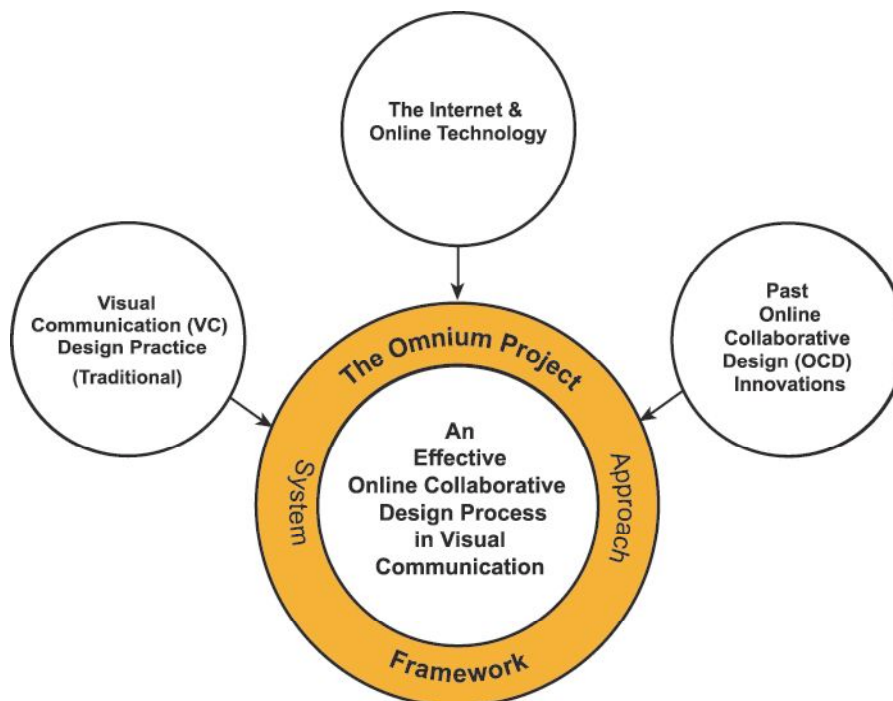 The Internet &
Online Technology
Visual
Communication (VC)
Design Practice
(Traditional)
Past
Online
Collaborative
Design (OCD)
Innovations
The Omnium Project
System
Approach
An
Effective
Online Collaborative
Design Process
in Visual
Communication
Framework